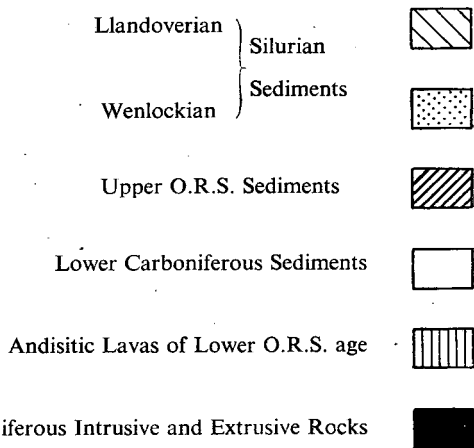 Llandoverian
Silurian
Sediments
Wenlockian
Upper O.R.S. Sediments
Lower Carboniferous Sediments
Andisitic Lavas of Lower O.R.S. age
iferous Intrusive and Extrusive Rocks